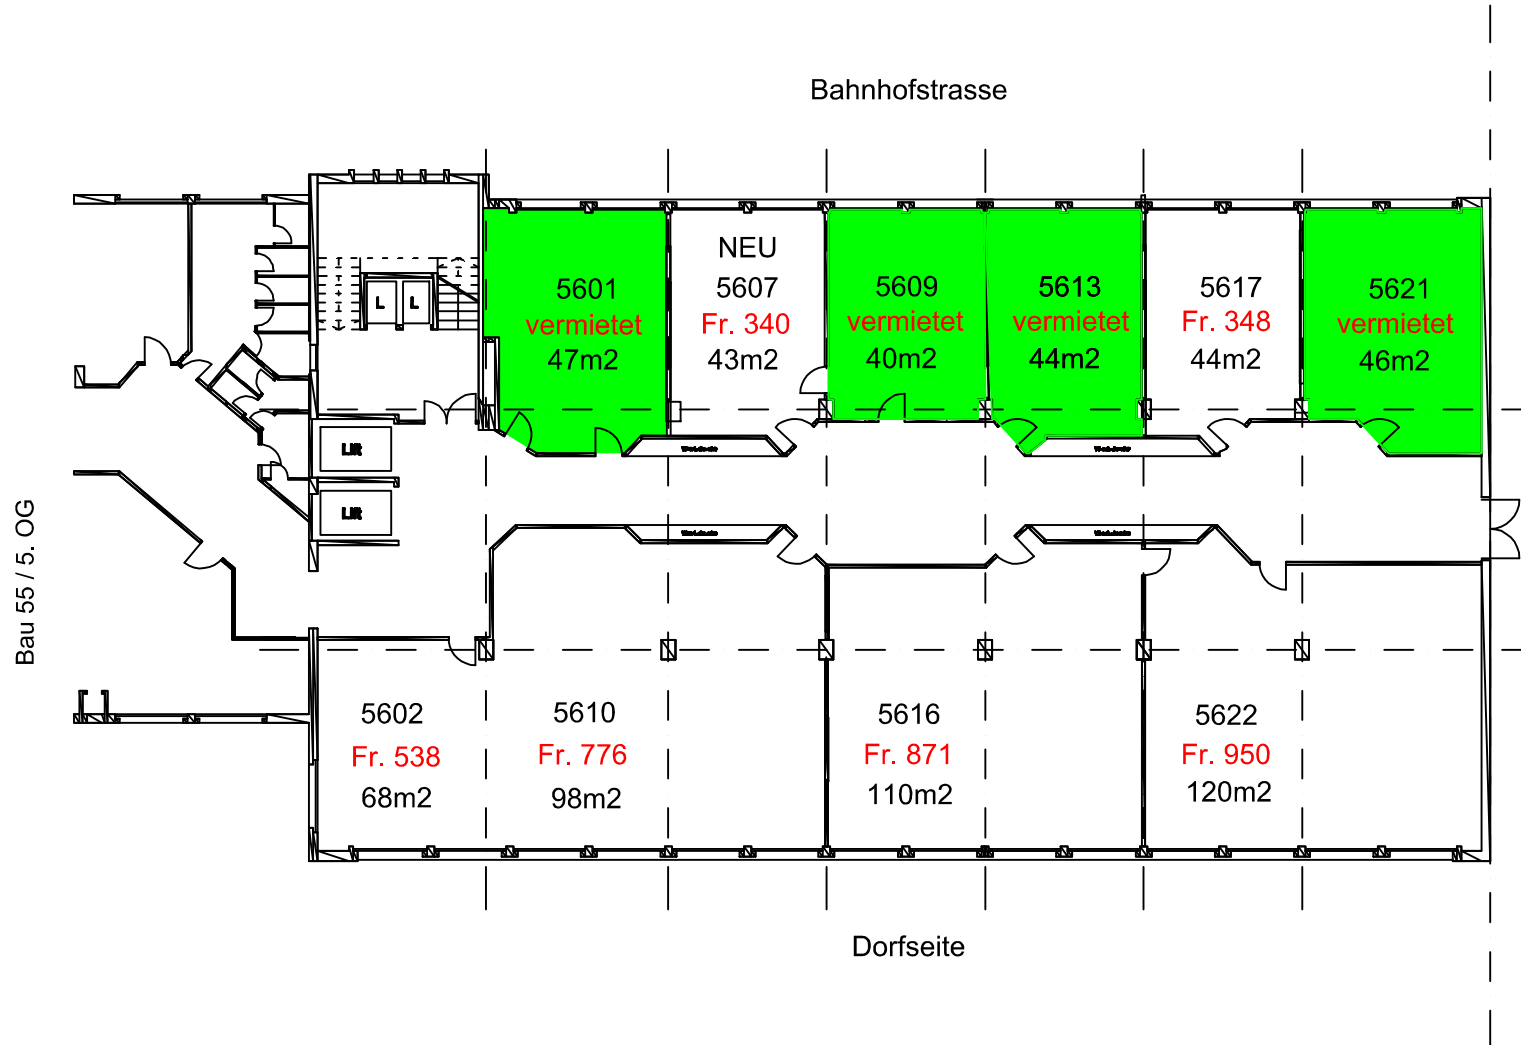 Bahnhofstrasse
NEU
5601
vermietet
47m2
5607
Fr. 340
43m2
5609
vermietet
40m2
5613
vermietet
44m2
5617
Fr. 348
44m2
5621
vermietet
46m2
L
L
Lift
Lift
Bau 55 / 5. OG
5602
Fr. 538
68m2
5610
Fr. 776
98m2
5616
Fr. 871
110m2
5622
Fr. 950
120m2
Dorfseite